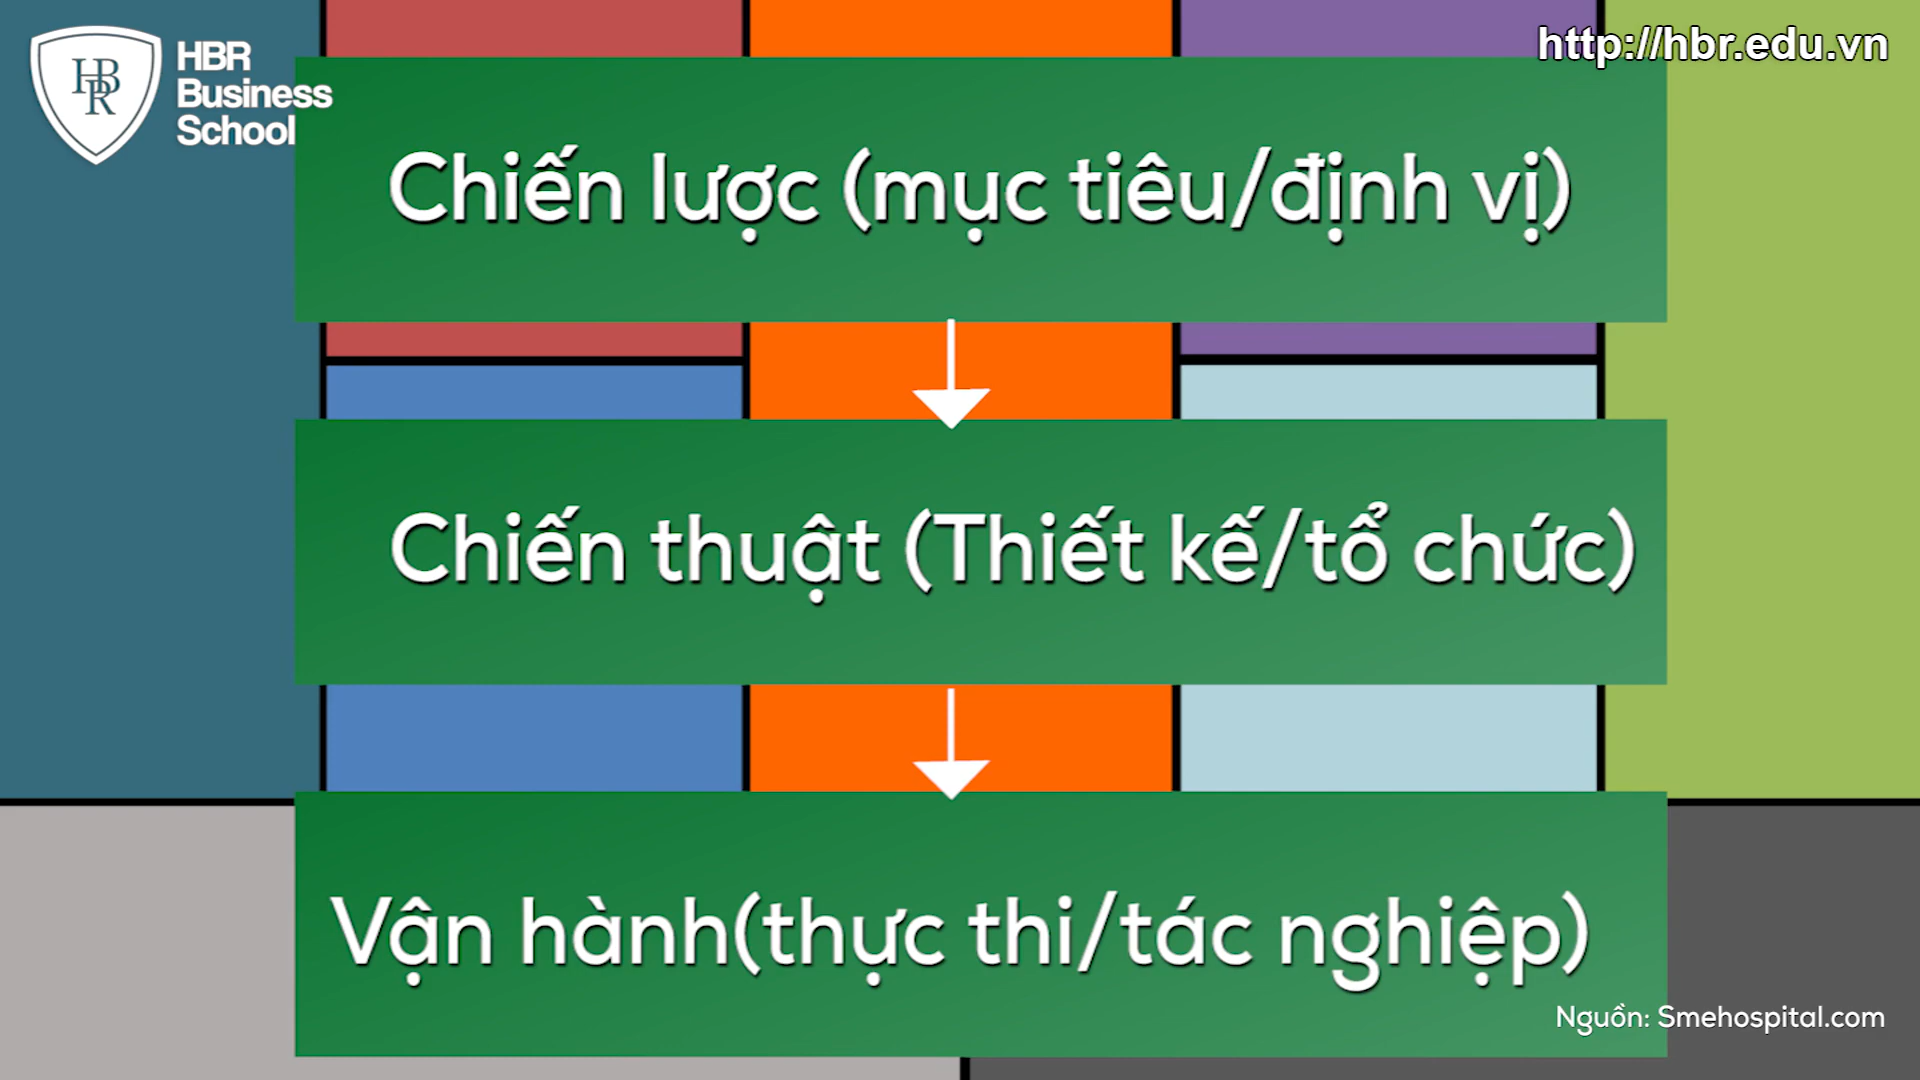 HBR
HBR
Business
School
http://hbr.edu.vn
Chiến lược (mục tiêu/định vị)
Chiến thuật (Thiết kế/tổ chức)
Vận hành(thực thi/tác nghiệp)
Nguồn: Smehospital.com